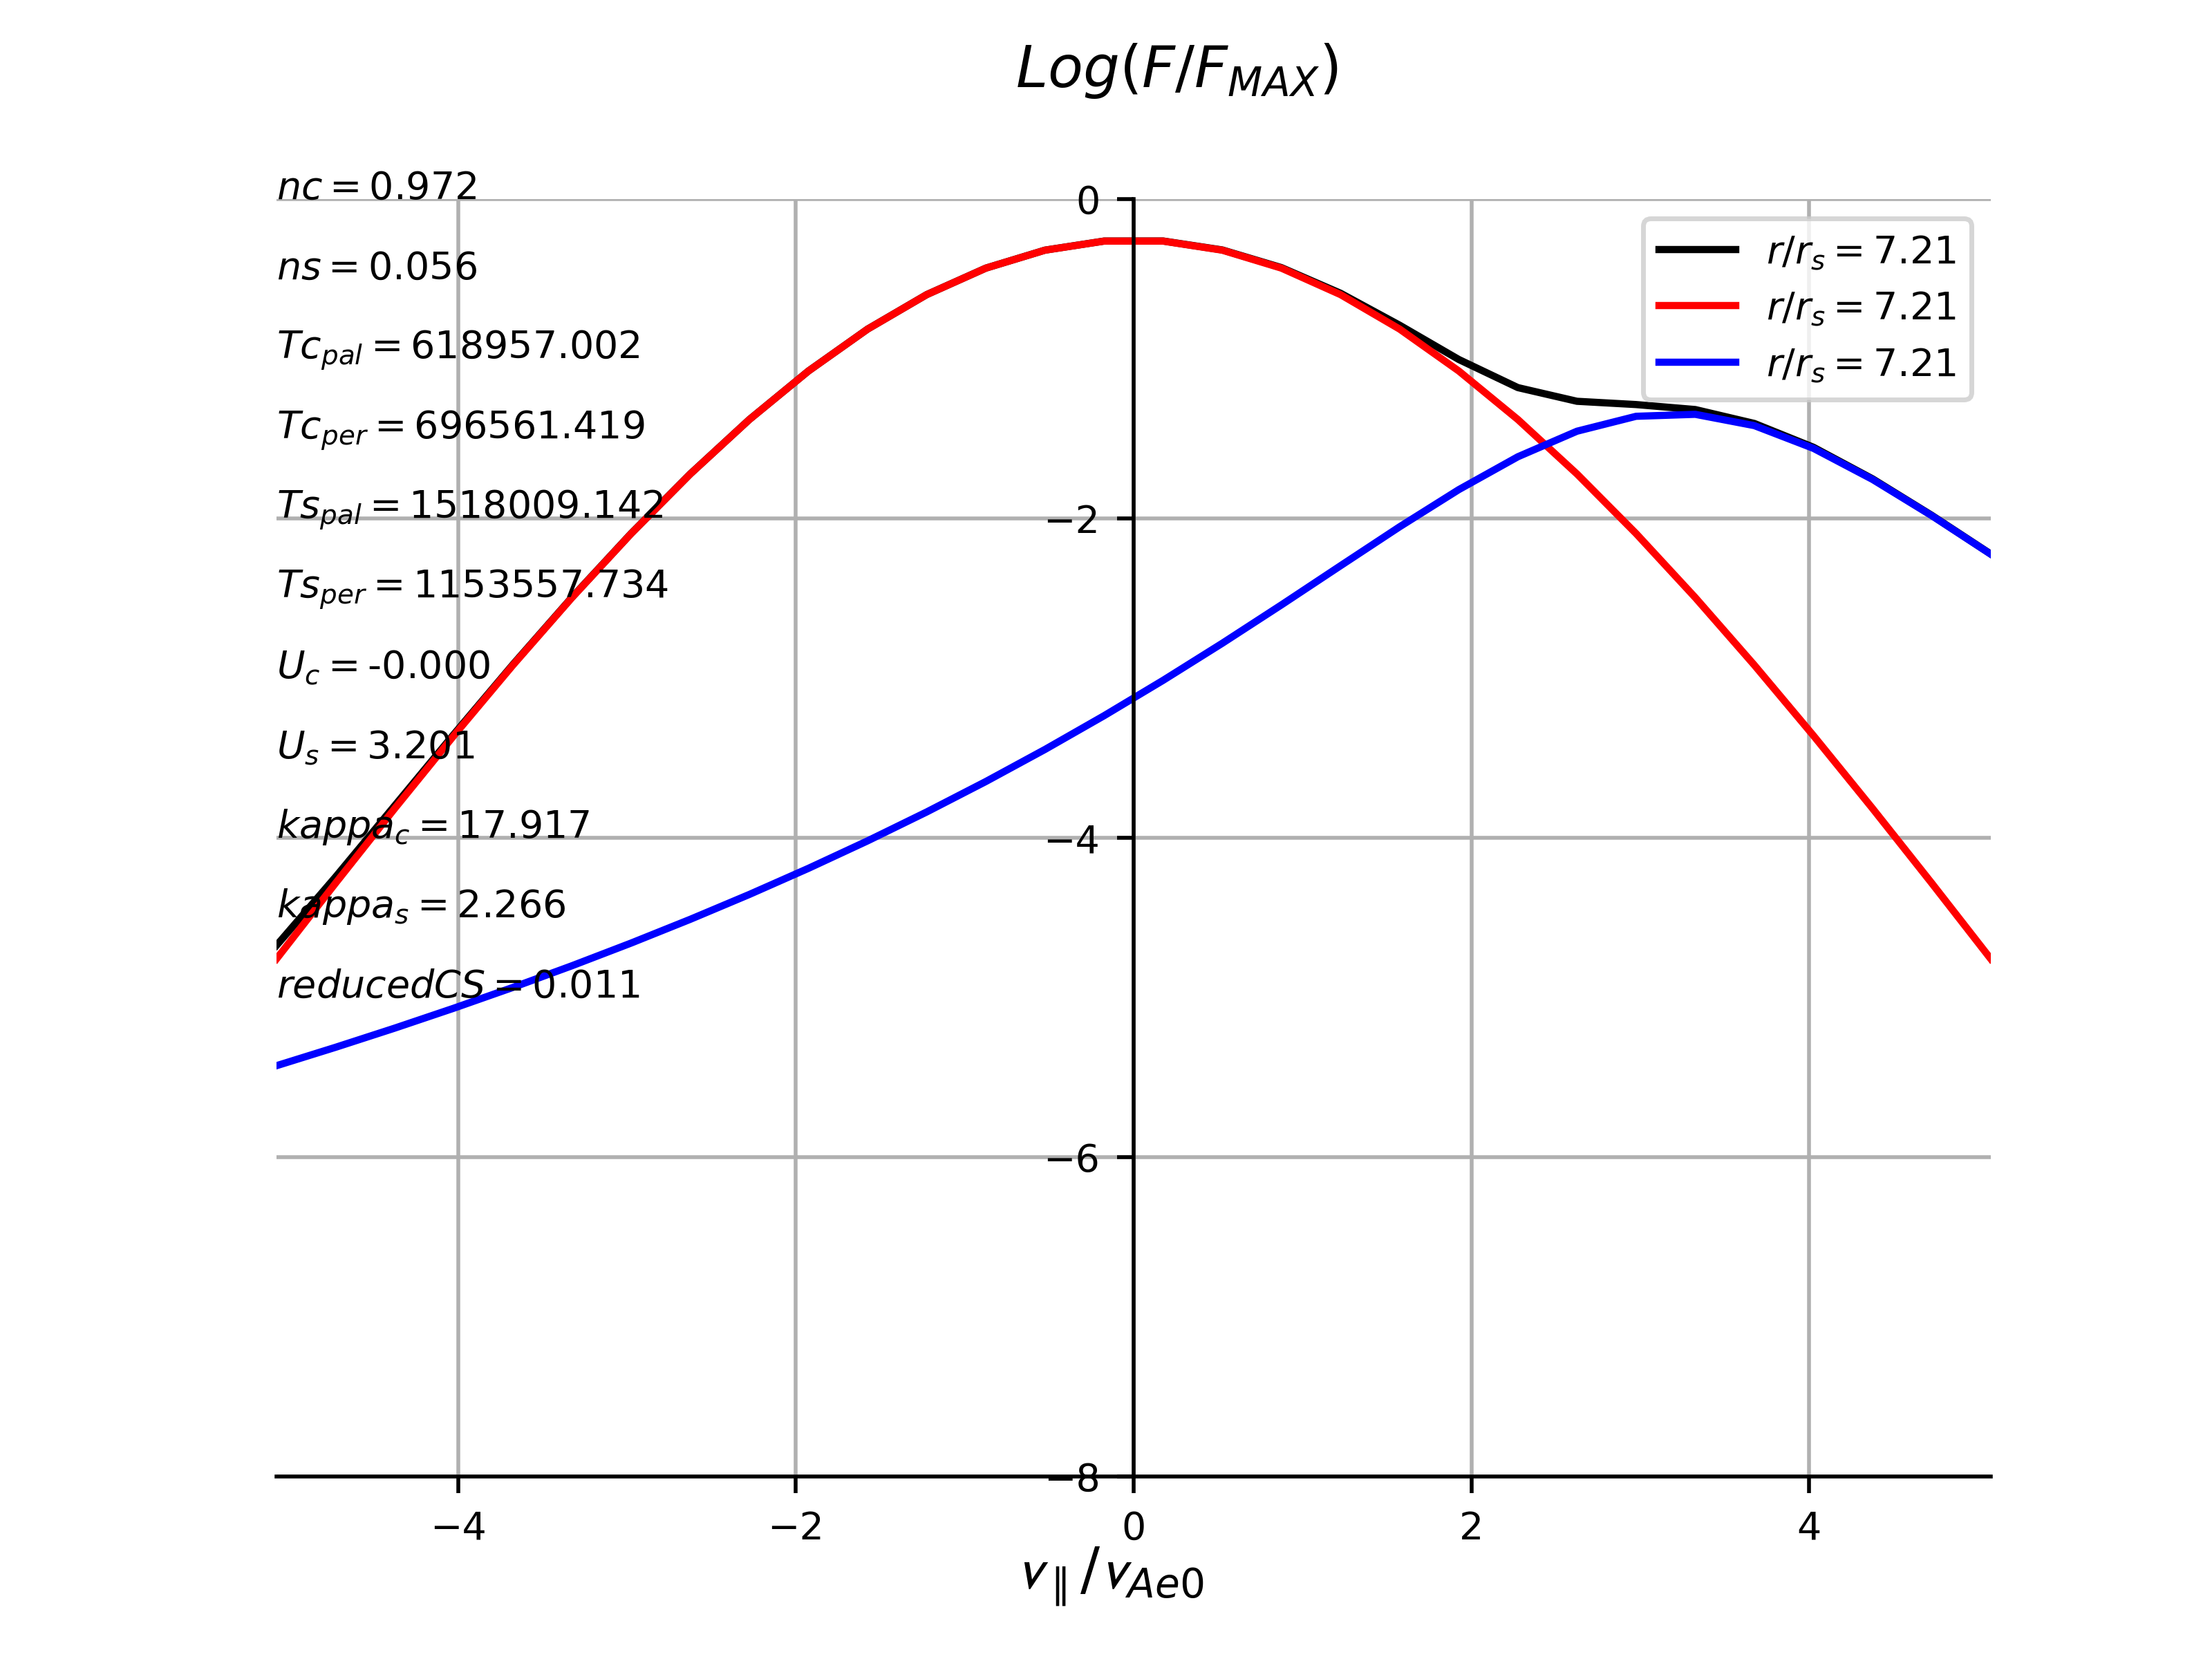 Log(F/F_MAX)
nc = 0.972
ns = 0.056
Tc_pal = 618957.002
Tc_per = 696561.419
Ts_pal = 1518009.142
Ts_per = 1153557.734
U_c = -0.000
U_s = 3.201
kappa_c = 17.917
kappa_s = 2.266
reducedCS = 0.011
r/r_s = 7.21
r/r_s = 7.21
r/r_s = 7.21
0
−2
−4
−6
−8
−4 −2 0 2 4
v_∥/v_Ae0